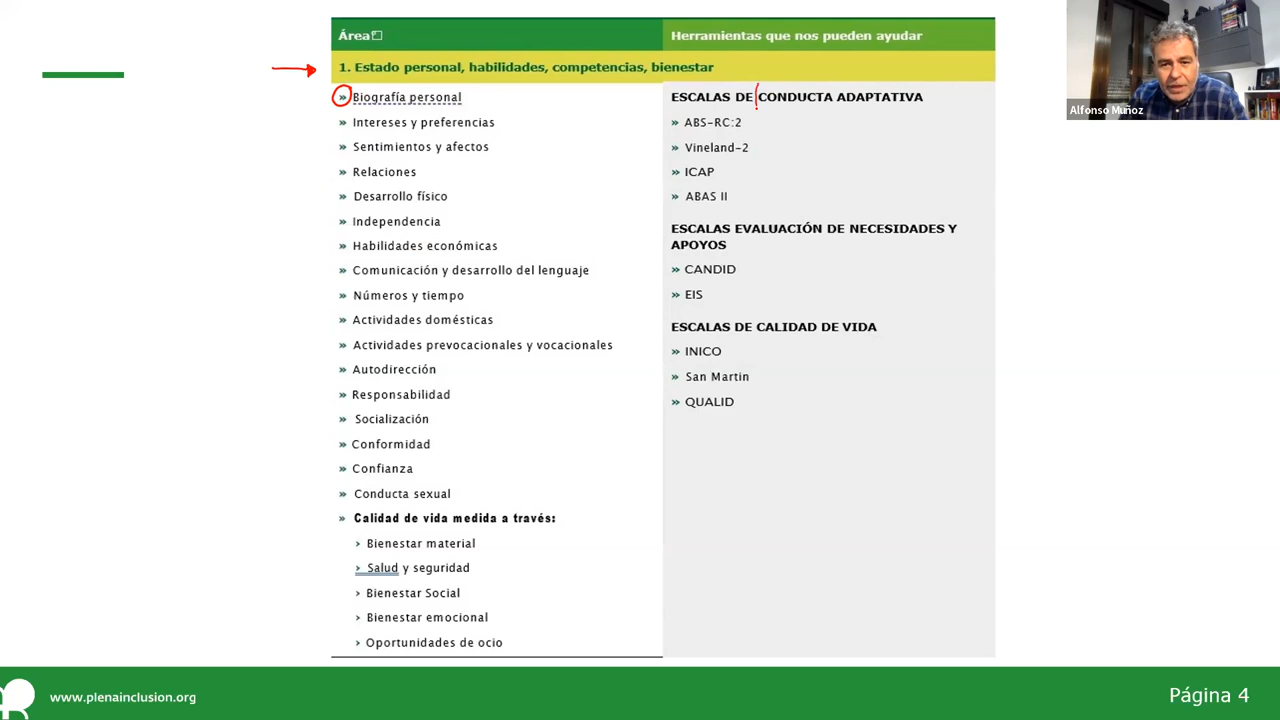 Área
Herramientas que nos pueden ayudar
1. Estado personal, habilidades, competencias, bienestar
» Biografía personal
» Intereses y preferencias
» Sentimientos y afectos
» Relaciones
» Desarrollo físico
» Independencia
» Habilidades económicas
» Comunicación y desarrollo del lenguaje
» Números y tiempo
» Actividades domésticas
» Actividades prevocacionales y vocacionales
» Autodirección
» Responsabilidad
» Socialización
» Conformidad
» Confianza
» Conducta sexual
» Calidad de vida medida a través:
› Bienestar material
› Salud y seguridad
› Bienestar Social
› Bienestar emocional
› Oportunidades de ocio
ESCALAS DE CONDUCTA ADAPTATIVA
» ABS-RC:2
» Vineland-2
» ICAP
» ABAS II
ESCALAS EVALUACIÓN DE NECESIDADES Y
APOYOS
» CANDID
» EIS
ESCALAS DE CALIDAD DE VIDA
» INICO
» San Martin
» QUALID
Alfonso Muñoz
www.plenainclusion.org
Página 4